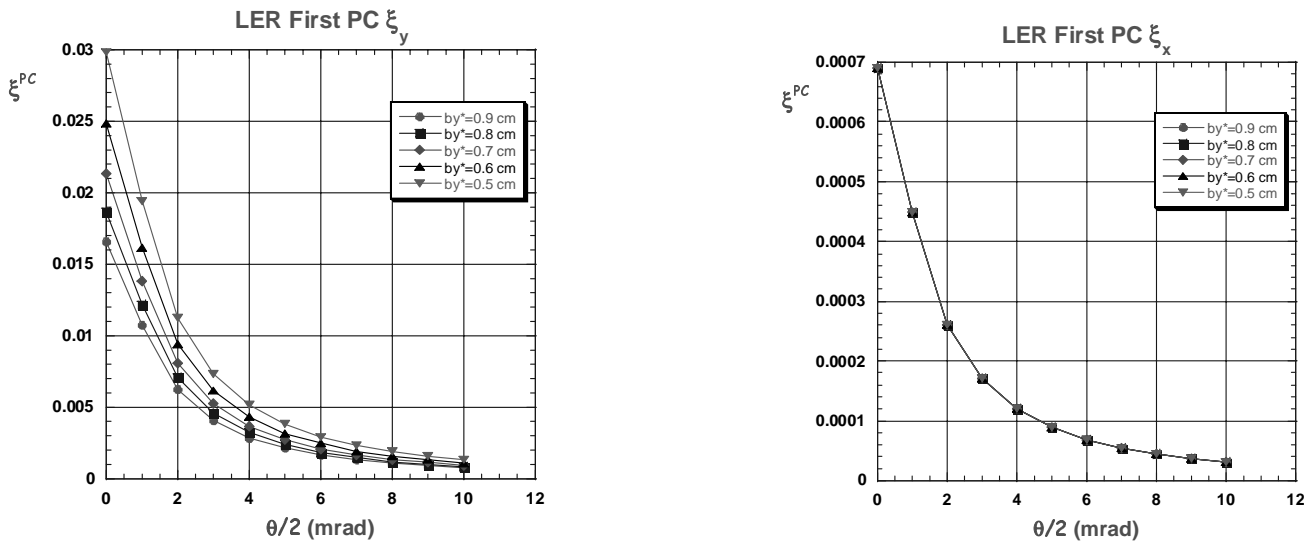 LER First PC ξy
ξPC
0.03
0.025
0.02
0.015
0.01
0.005
0
by*=0.9 cm
by*=0.8 cm
by*=0.7 cm
by*=0.6 cm
by*=0.5 cm
0 2 4 6 8 10 12
θ/2 (mrad)
LER First PC ξx
ξPC
0.0007
0.0006
0.0005
0.0004
0.0003
0.0002
0.0001
0
by*=0.9 cm
by*=0.8 cm
by*=0.7 cm
by*=0.6 cm
by*=0.5 cm
0 2 4 6 8 10 12
θ/2 (mrad)